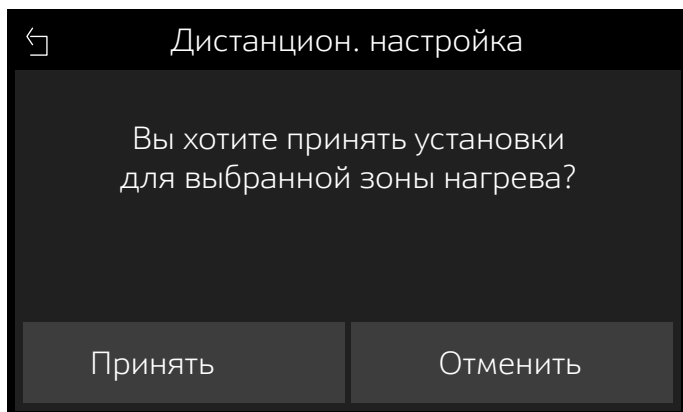 Дистанцион. настройка
Вы хотите принять установки
для выбранной зоны нагрева?
Принять
Отменить